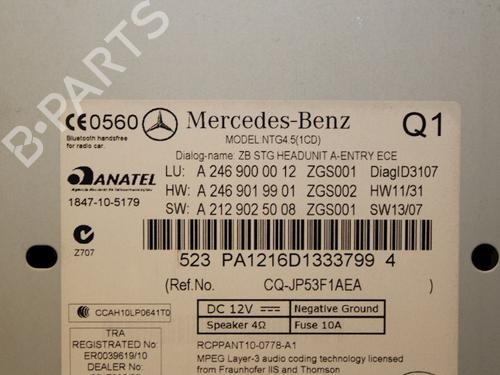 B-PARTS
CE0560 Mercedes-Benz Q1
Bluetooth handsfree
for radio car.
MODEL:NTG4.5(1CD)
Dialog-name: ZB STG HEADUNIT A-ENTRY ECE
LU: A 246 900 00 12 ZGS001 DiagID3107
ANATEL
HW: A 246 901 99 01 ZGS002 HW11/31
1847-10-5179
SW: A 212 902 50 08 ZGS001 SW13/07
Z707
523 PA1216D1333799 4
(Ref.No. CQ-JP53F1AEA )
CCAH10LP0641T0
DC 12V Negative Ground
Speaker 4Ω Fuse 10A
TRA
REGISTERED No:
ER0039619/10
DEALER No:
RCPPANT10-0778-A1
MPEG Layer-3 audio coding technology licensed
from Fraunhofer IIS and Thomson